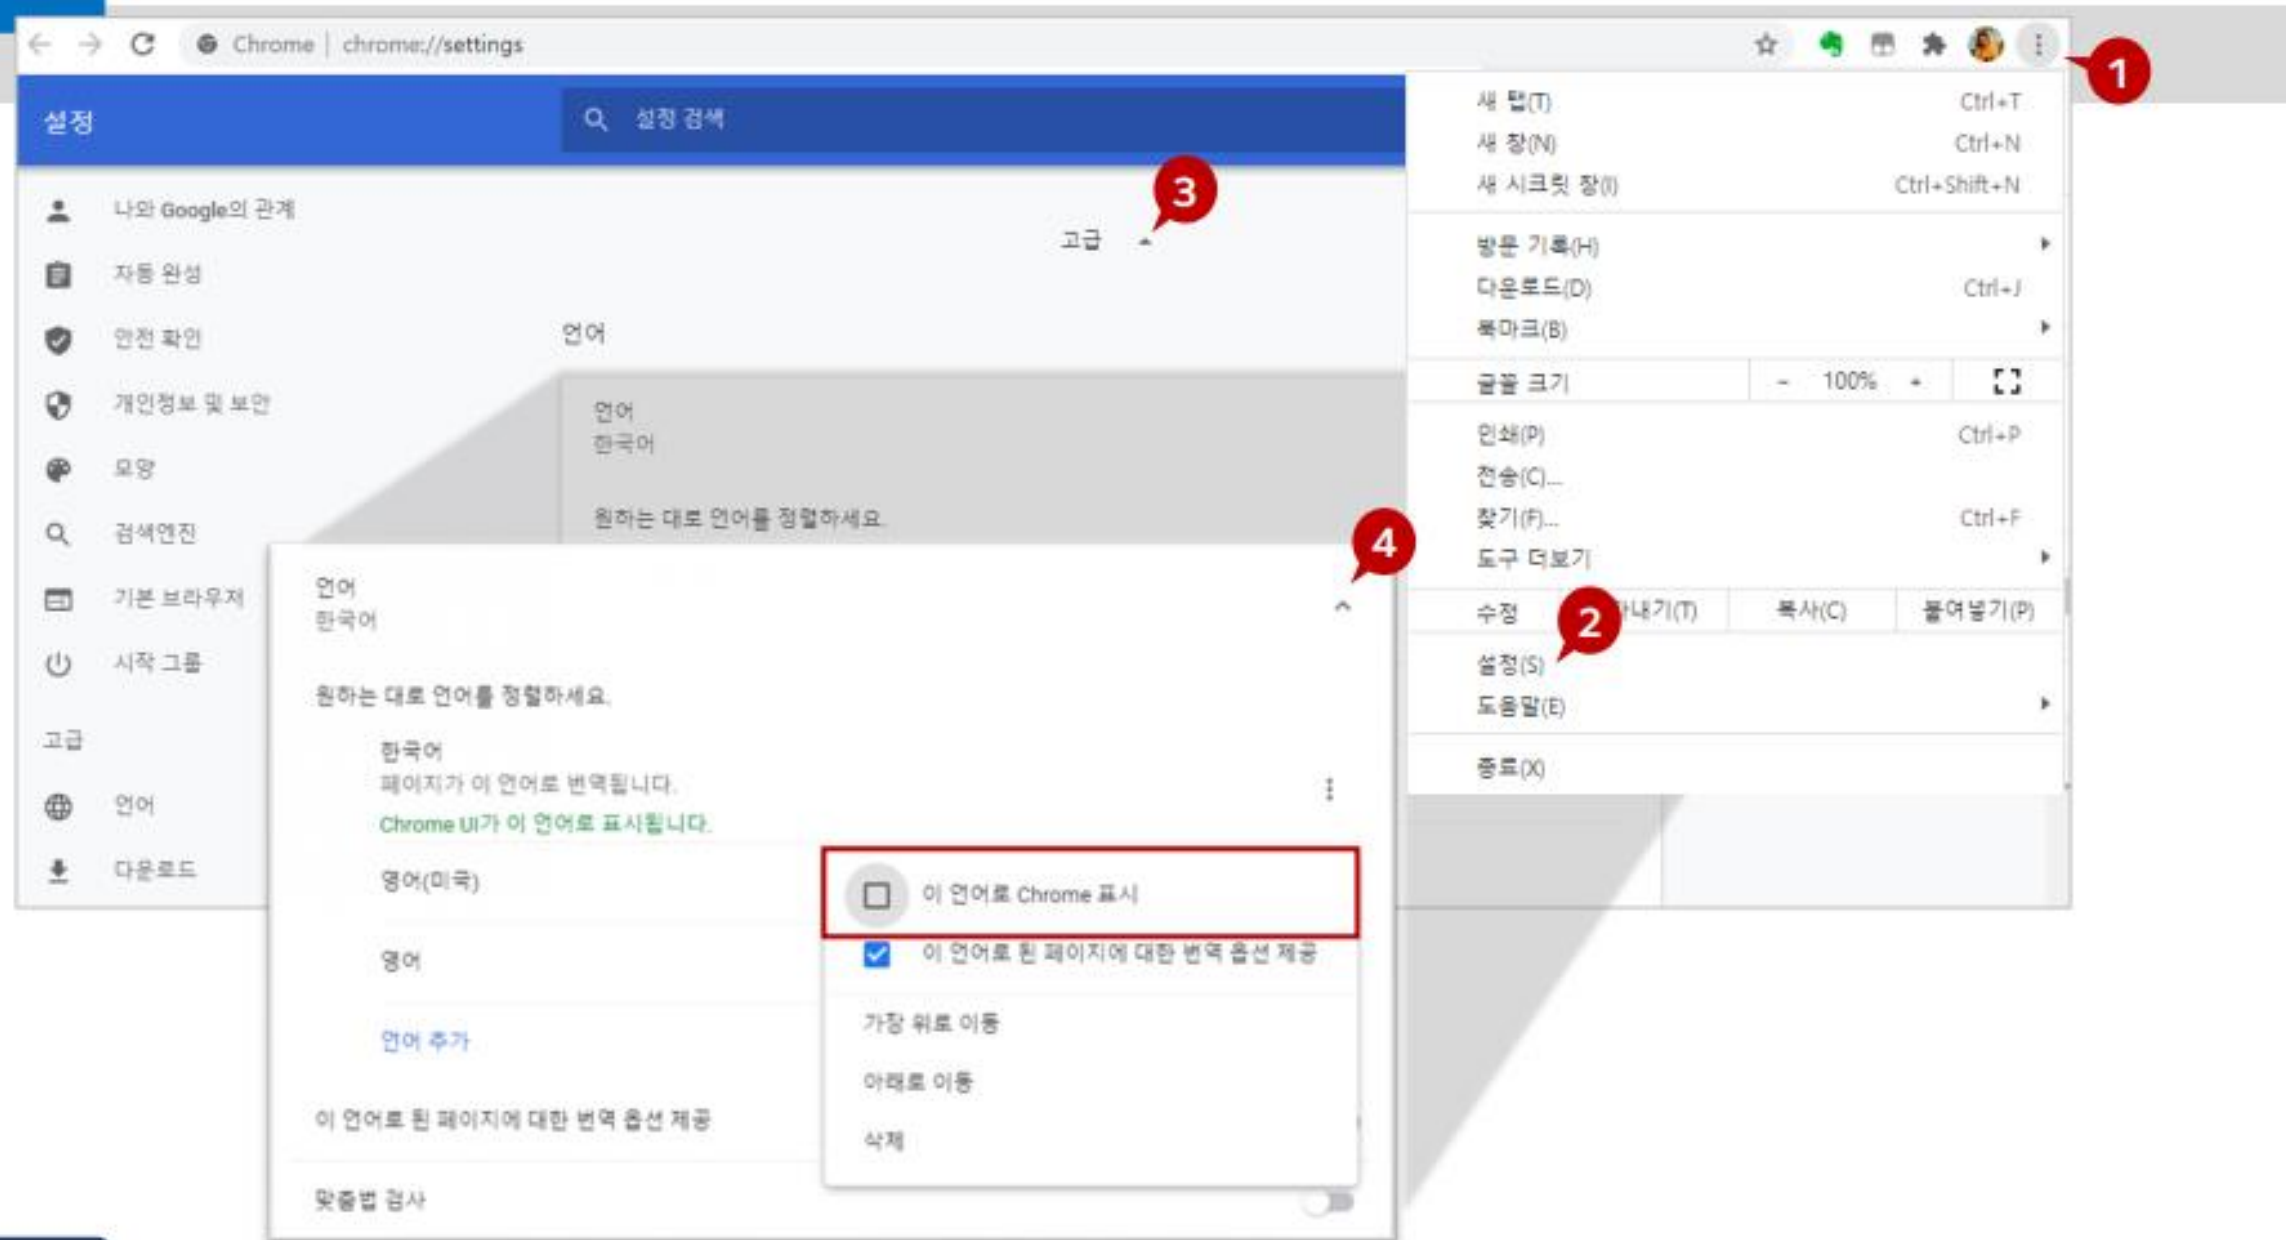 Chrome | chrome://settings
1
설정
설정 검색
나와 Google의 관계
자동 완성
안전 확인
개인정보 및 보안
모양
검색엔진
기본 브라우저
시작 그룹
고급
언어
다운로드
3
고급
언어
언어
한국어
원하는 대로 언어를 정렬하세요.
4
언어
한국어
원하는 대로 언어를 정렬하세요.
한국어
페이지가 이 언어로 번역됩니다.
Chrome UI가 이 언어로 표시됩니다.
영어(미국)
영어
언어 추가
이 언어로 된 페이지에 대한 번역 옵션 제공
맞춤법 검사
이 언어로 Chrome 표시
이 언어로 된 페이지에 대한 번역 옵션 제공
가장 위로 이동
아래로 이동
삭제
새 탭(T) Ctrl+T
새 창(N) Ctrl+N
새 시크릿 창(I) Ctrl+Shift+N
방문 기록(H)
다운로드(D) Ctrl+J
북마크(B)
글꼴 크기 - 100% +
인쇄(P) Ctrl+P
전송(C)...
찾기(F)... Ctrl+F
도구 더보기
수정 2 내기(T) 복사(C) 붙여넣기(P)
설정(S)
도움말(E)
종료(X)